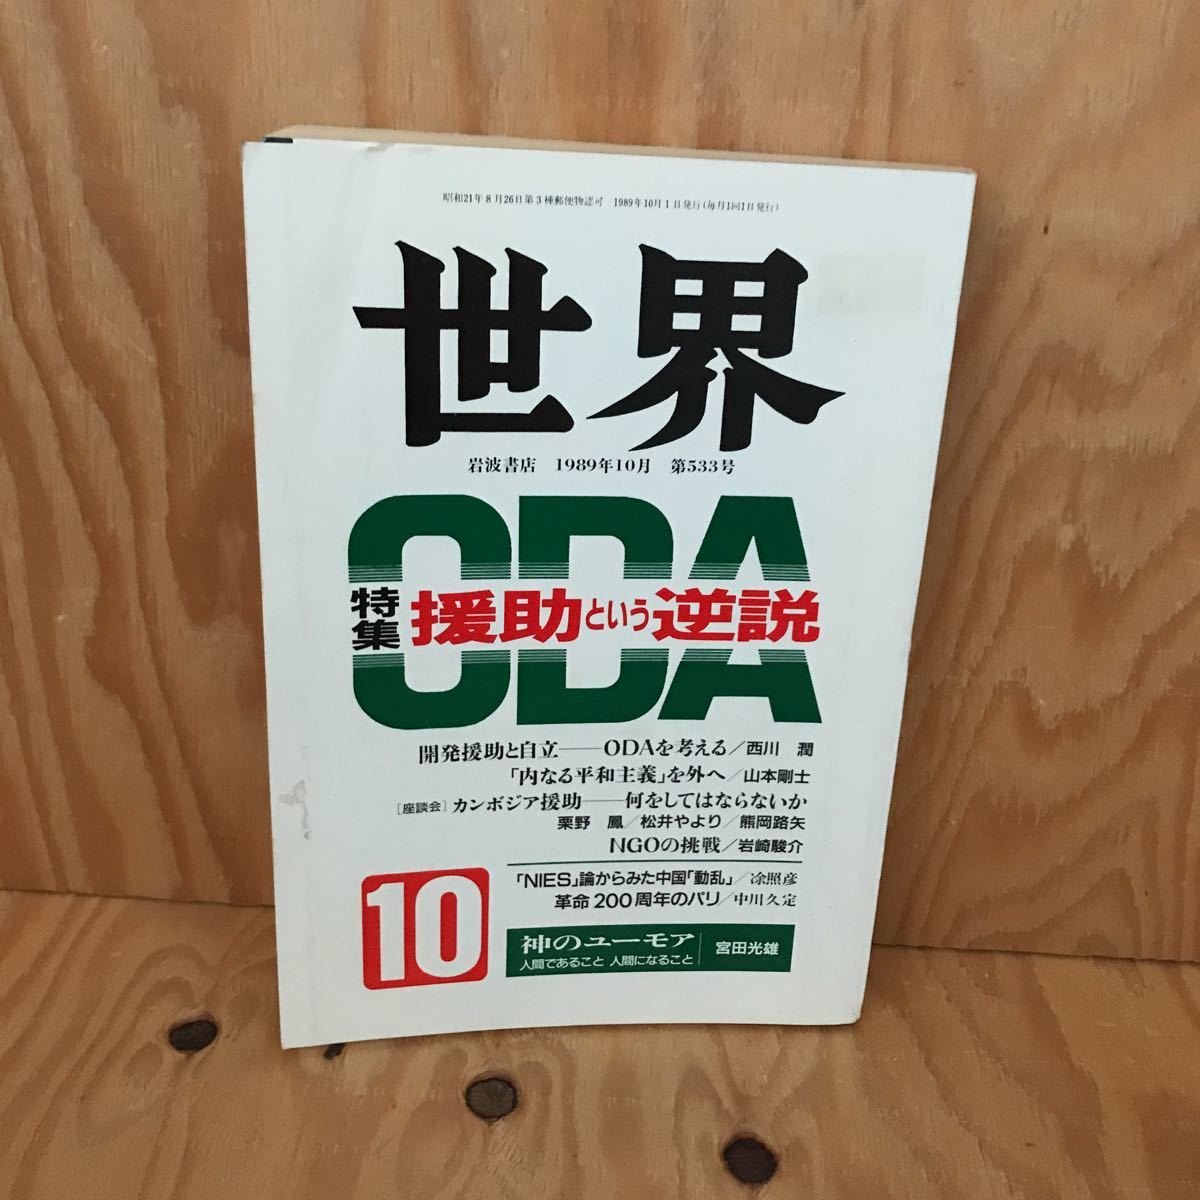 昭和21年8月26日第3種郵便物認可　1989年10月1日発行(毎月1回1日発行)
世界
岩波書店　1989年10月　第533号
ODA
特集 援助という逆説
開発援助と自立――ODAを考える／西川　潤
「内なる平和主義」を外へ／山本剛士
［座談会］カンボジア援助――何をしてはならないか
栗野　鳳／松井やより／熊岡路矢
NGOの挑戦／岩崎駿介
「NIES」論からみた中国「動乱」／凃照彦
革命200周年のパリ／中川久定
10
神のユーモア
人間であること 人間になること
宮田光雄